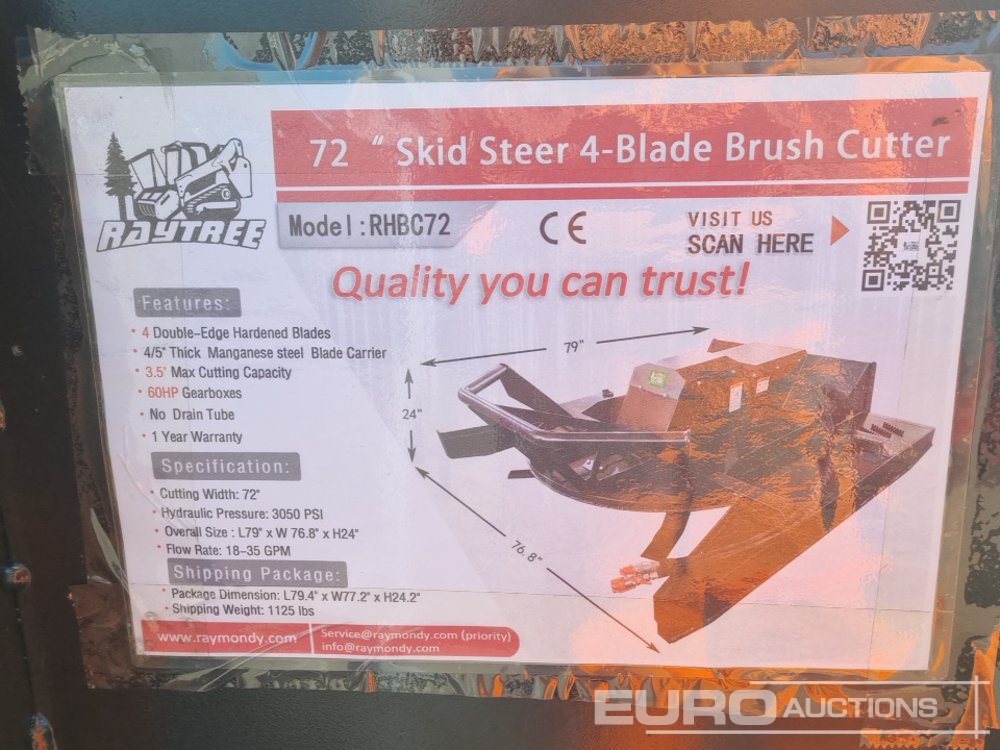 72 " Skid Steer 4-Blade Brush Cutter
RAYTREE
Model:RHBC72
CE
VISIT US
SCAN HERE
Quality you can trust!
Features:
• 4 Double-Edge Hardened Blades
• 4/5" Thick Manganese steel Blade Carrier
• 3.5" Max Cutting Capacity
• 60HP Gearboxes
• No Drain Tube
• 1 Year Warranty
79"
24"
76.8"
Specification:
• Cutting Width: 72"
• Hydraulic Pressure: 3050 PSI
• Overall Size : L79" x W 76.8" x H24"
• Flow Rate: 18-35 GPM
Shipping Package:
• Package Dimension: L79.4" x W77.2" x H24.2"
• Shipping Weight: 1125 lbs
www.raymondy.com
Service@raymondy.com (priority)
info@raymondy.com
EURO AUCTIONS